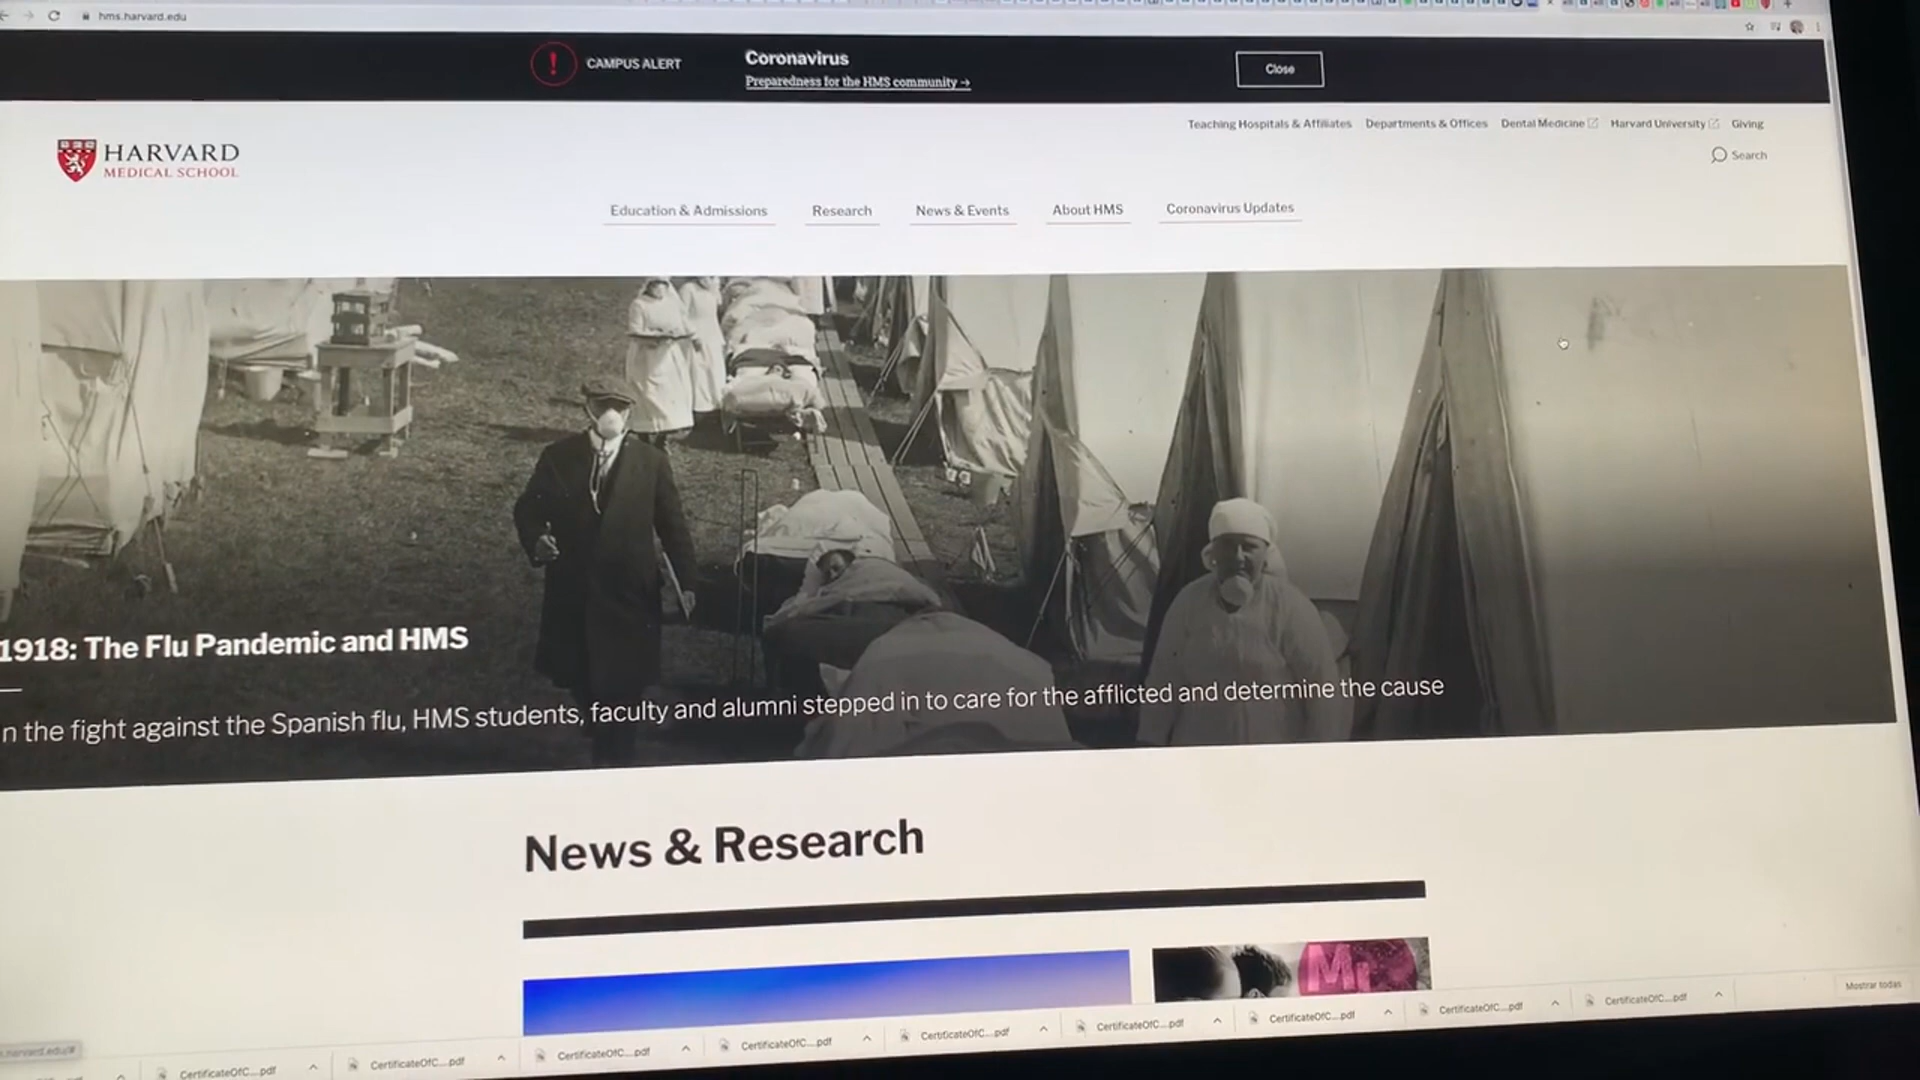 hms.harvard.edu
CAMPUS ALERT
Coronavirus
Preparedness for the HMS community →
Close
Teaching Hospitals & Affiliates Departments & Offices Dental Medicine Harvard University Giving
Search
HARVARD
MEDICAL SCHOOL
Education & Admissions Research News & Events About HMS Coronavirus Updates
1918: The Flu Pandemic and HMS
n the fight against the Spanish flu, HMS students, faculty and alumni stepped in to care for the afflicted and determine the cause
News & Research
CertificateOfC....pdf CertificateOfC....pdf CertificateOfC....pdf CertificateOfC....pdf CertificateOfC....pdf CertificateOfC....pdf CertificateOfC....pdf CertificateOfC....pdf CertificateOfC....pdf Mostrar todas